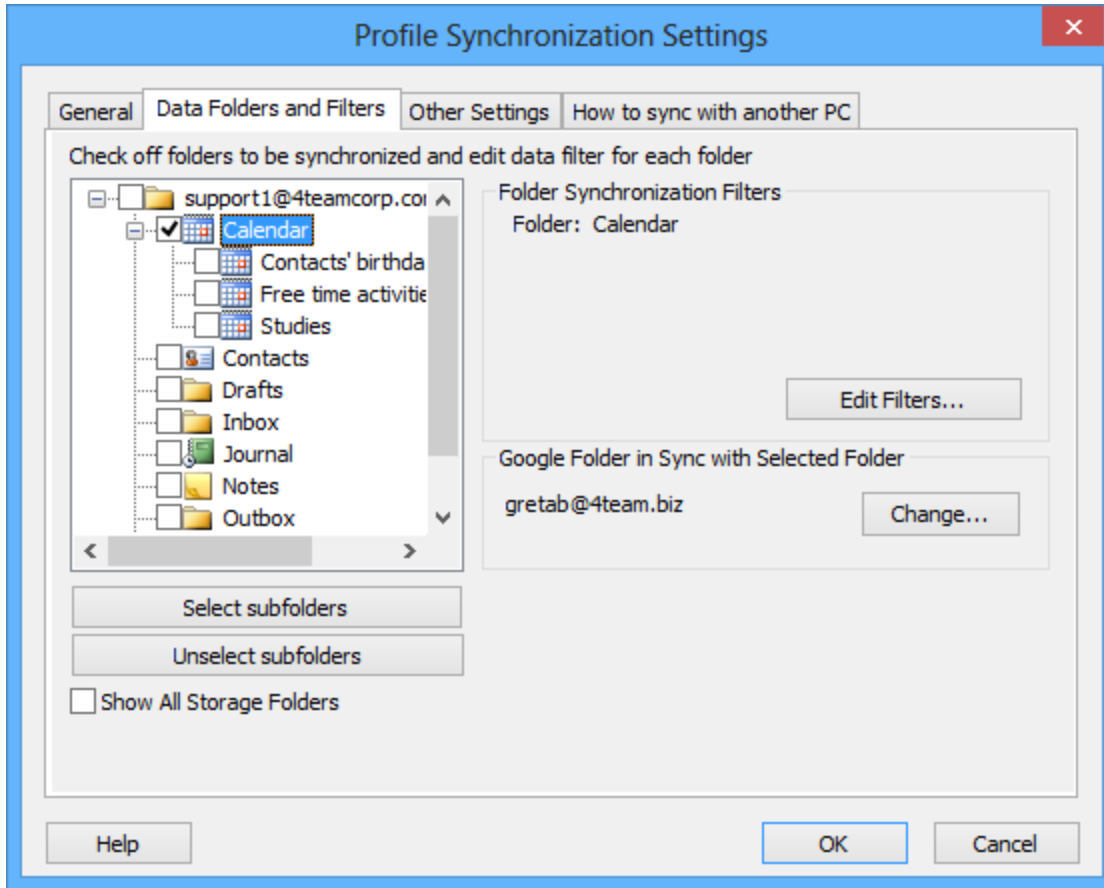 Profile Synchronization Settings
General
Data Folders and Filters
Other Settings
How to sync with another PC
Check off folders to be synchronized and edit data filter for each folder
support1@4teamcorp.co
Calendar
Contacts' birthda
Free time activitie
Studies
Contacts
Drafts
Inbox
Journal
Notes
Outbox
Select subfolders
Unselect subfolders
Show All Storage Folders
Folder Synchronization Filters
Folder: Calendar
Edit Filters...
Google Folder in Sync with Selected Folder
gretab@4team.biz
Change...
Help
OK
Cancel